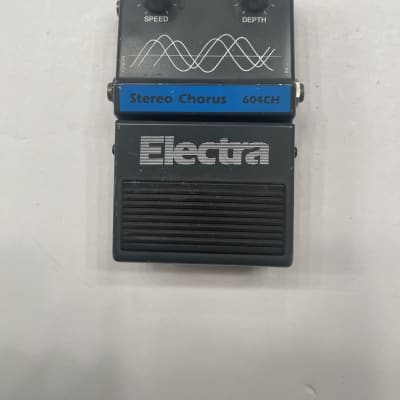 SPEED DEPTH
Stereo Chorus 604CH
Electra